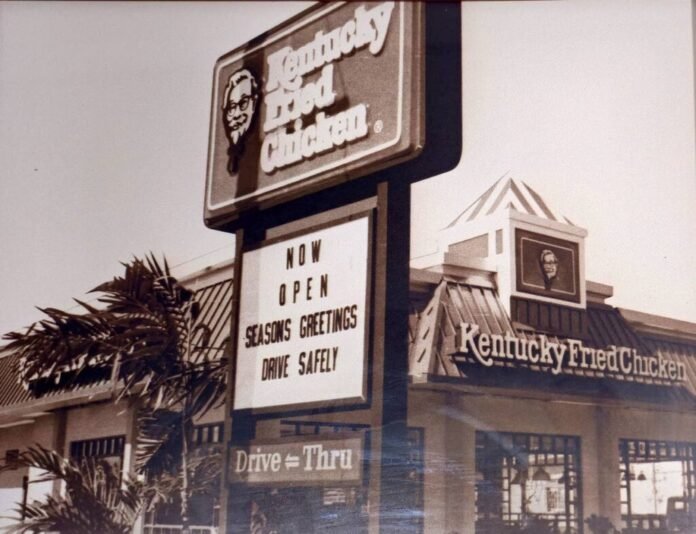 Kentucky
Fried
Chicken®
NOW
OPEN
SEASONS GREETINGS
DRIVE SAFELY
Drive ⇐ Thru
Kentucky Fried Chicken